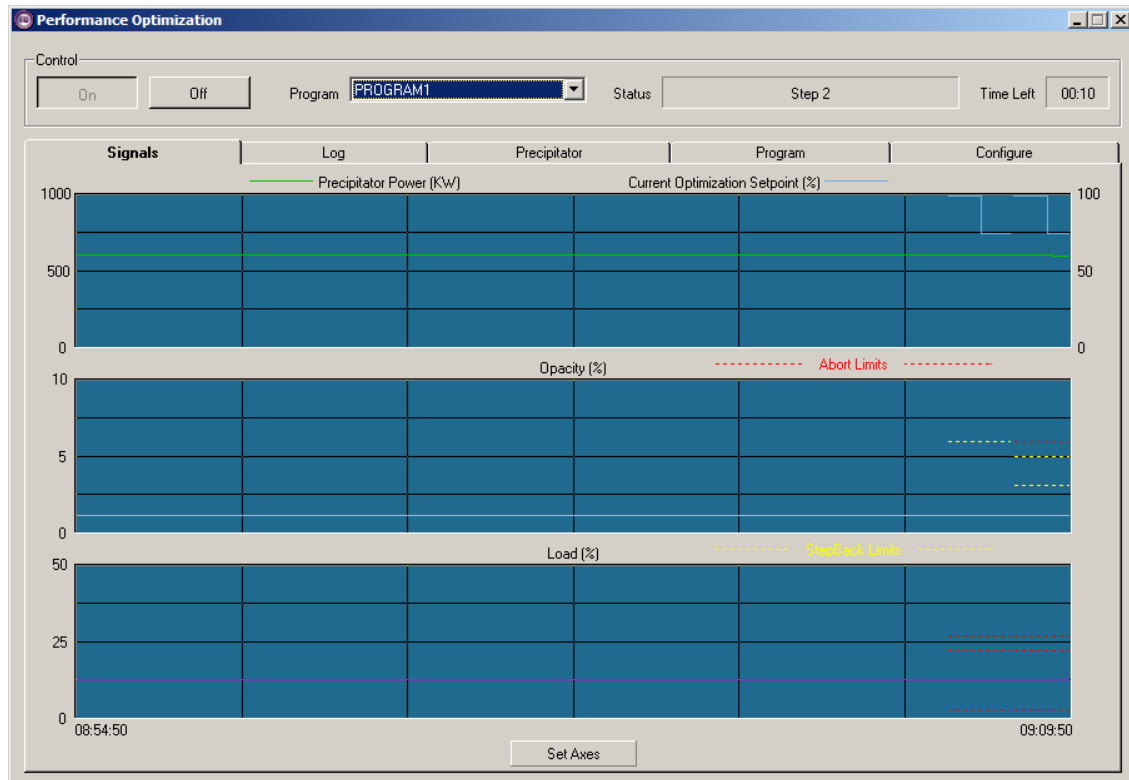 Performance Optimization
Control
On Off Program PROGRAM1 Status Step 2 Time Left 00:10
Signals Log Precipitator Program Configure
Precipitator Power (KW) Current Optimization Setpoint (%)
1000 100
500 50
0 0
Opacity (%) Abort Limits
10
5
0
Load (%) StepBack Limits
50
25
0
08:54:50 09:09:50
Set Axes